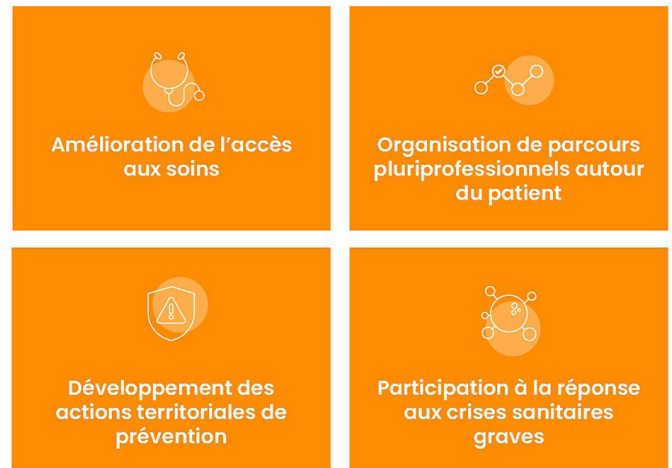 Amélioration de l'accès
aux soins
Organisation de parcours
pluriprofessionnels autour
du patient
Développement des
actions territoriales de
prévention
Participation à la réponse
aux crises sanitaires
graves